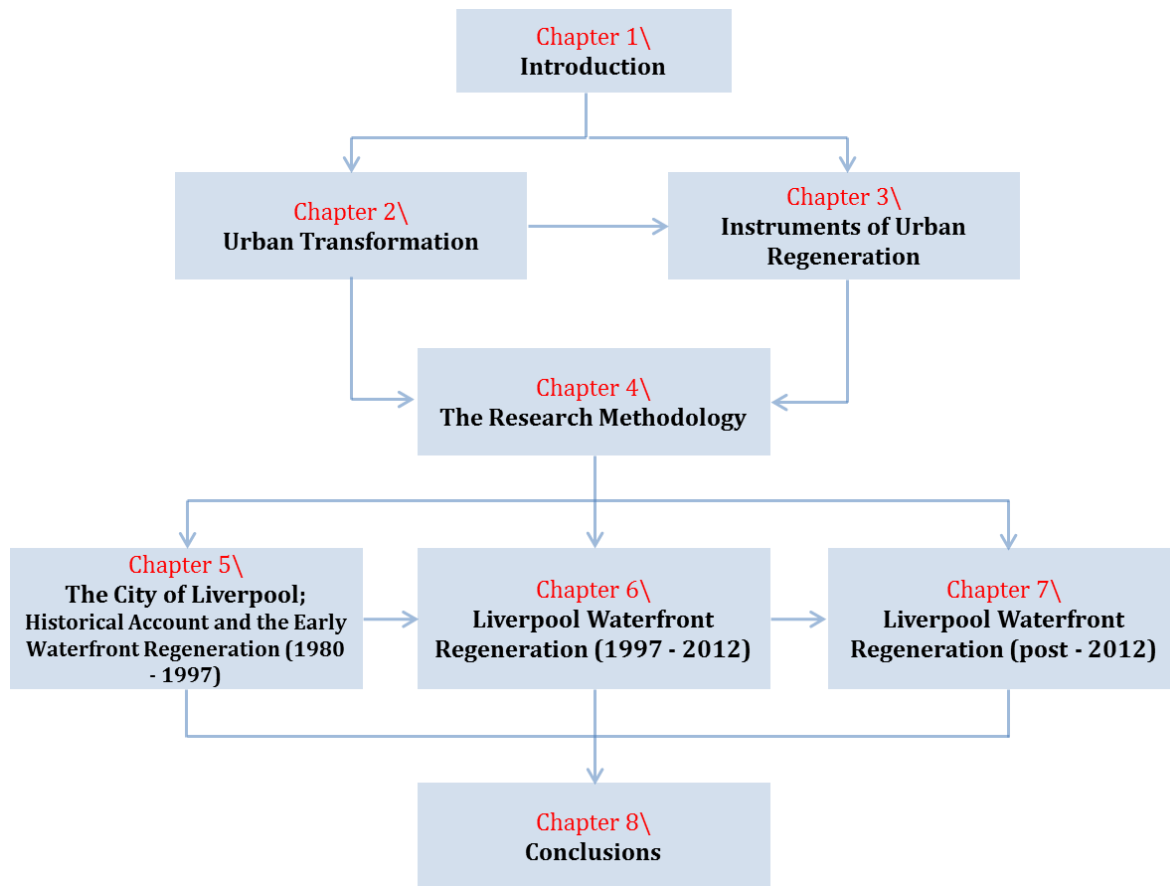 Chapter 1\
Introduction
Chapter 2\
Urban Transformation
Chapter 3\
Instruments of Urban
Regeneration
Chapter 4\
The Research Methodology
Chapter 5\
The City of Liverpool;
Historical Account and the Early
Waterfront Regeneration (1980
- 1997)
Chapter 6\
Liverpool Waterfront
Regeneration (1997 - 2012)
Chapter 7\
Liverpool Waterfront
Regeneration (post - 2012)
Chapter 8\
Conclusions